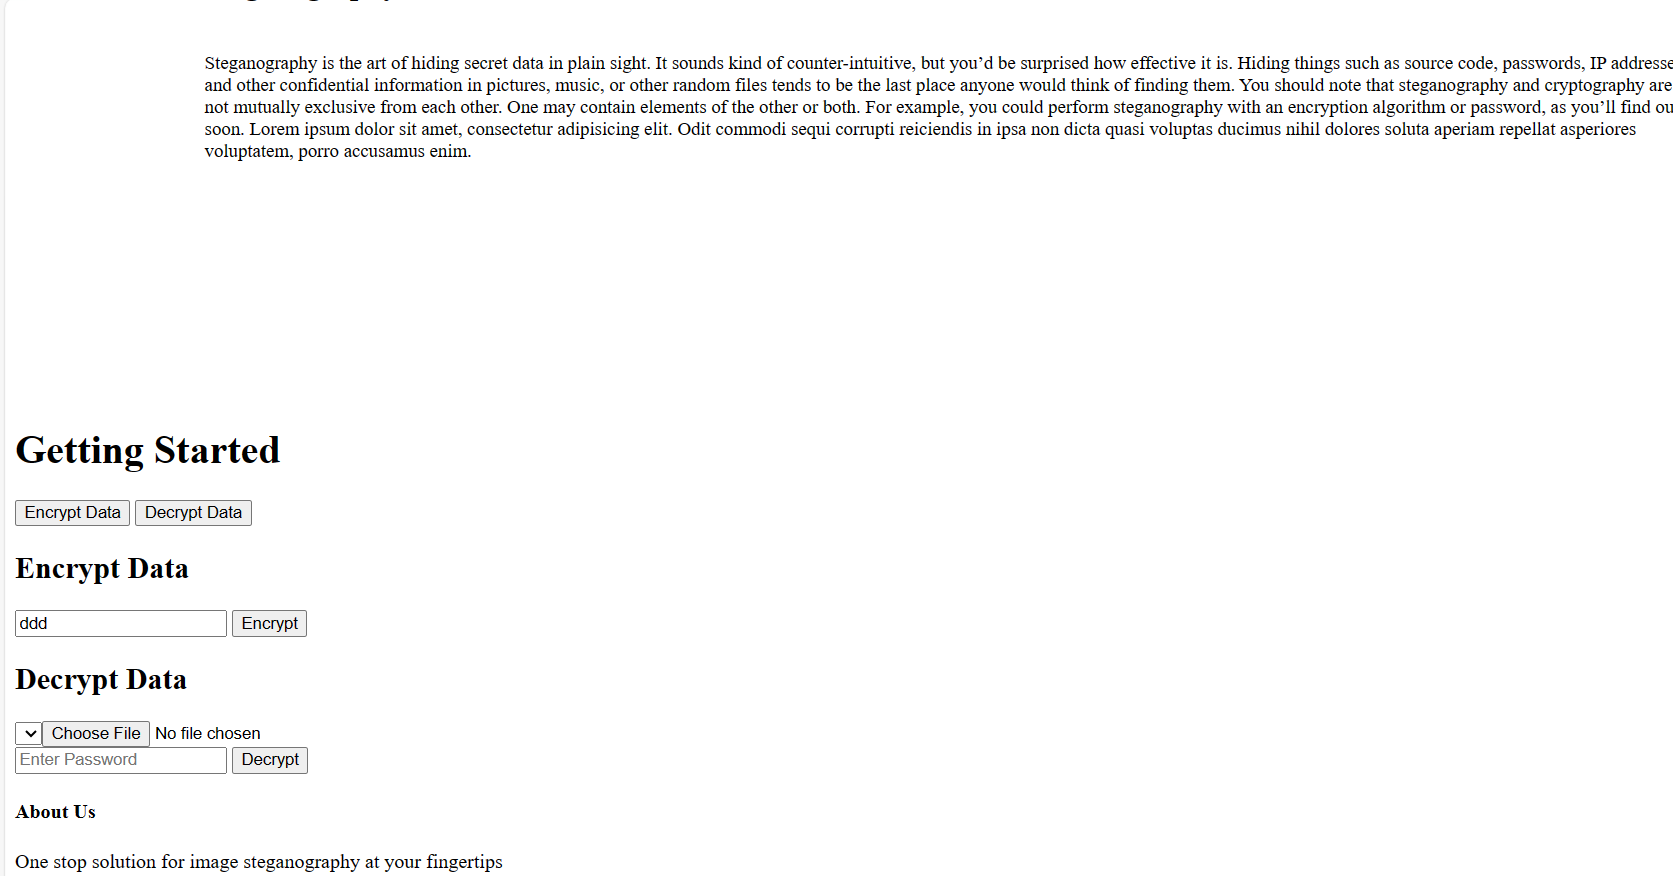 Steganography is the art of hiding secret data in plain sight. It sounds kind of counter-intuitive, but you’d be surprised how effective it is. Hiding things such as source code, passwords, IP addresse
and other confidential information in pictures, music, or other random files tends to be the last place anyone would think of finding them. You should note that steganography and cryptography are
not mutually exclusive from each other. One may contain elements of the other or both. For example, you could perform steganography with an encryption algorithm or password, as you’ll find ou
soon. Lorem ipsum dolor sit amet, consectetur adipisicing elit. Odit commodi sequi corrupti reiciendis in ipsa non dicta quasi voluptas ducimus nihil dolores soluta aperiam repellat asperiores
voluptatem, porro accusamus enim.
Getting Started
Encrypt Data Decrypt Data
Encrypt Data
ddd Encrypt
Decrypt Data
Choose File No file chosen
Enter Password Decrypt
About Us
One stop solution for image steganography at your fingertips